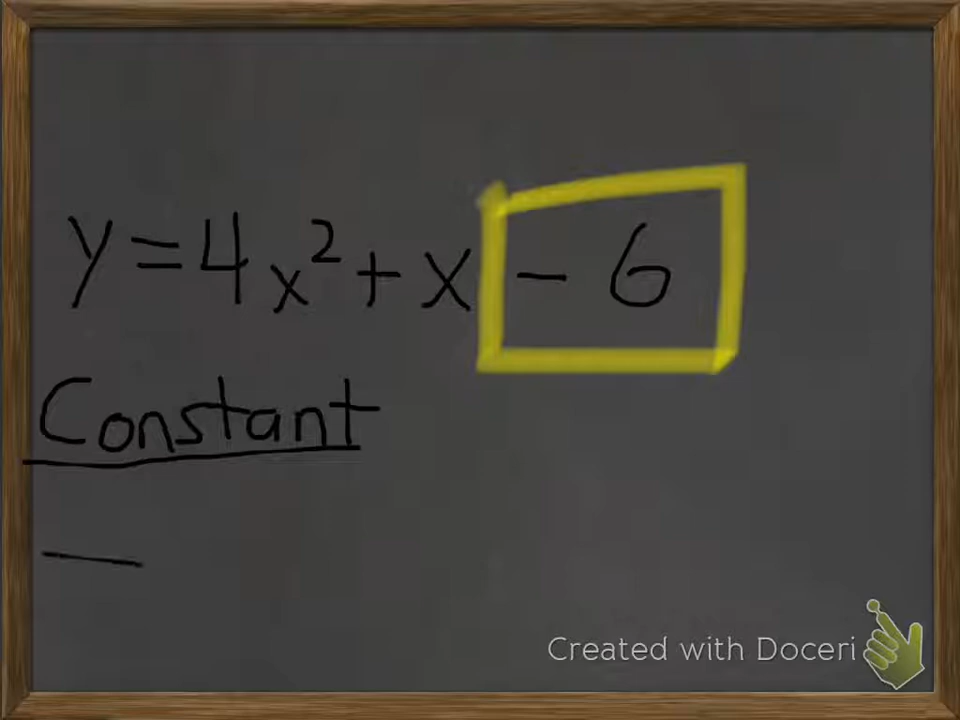 y = 4x² + x - 6
Constant
—
Created with Doceri